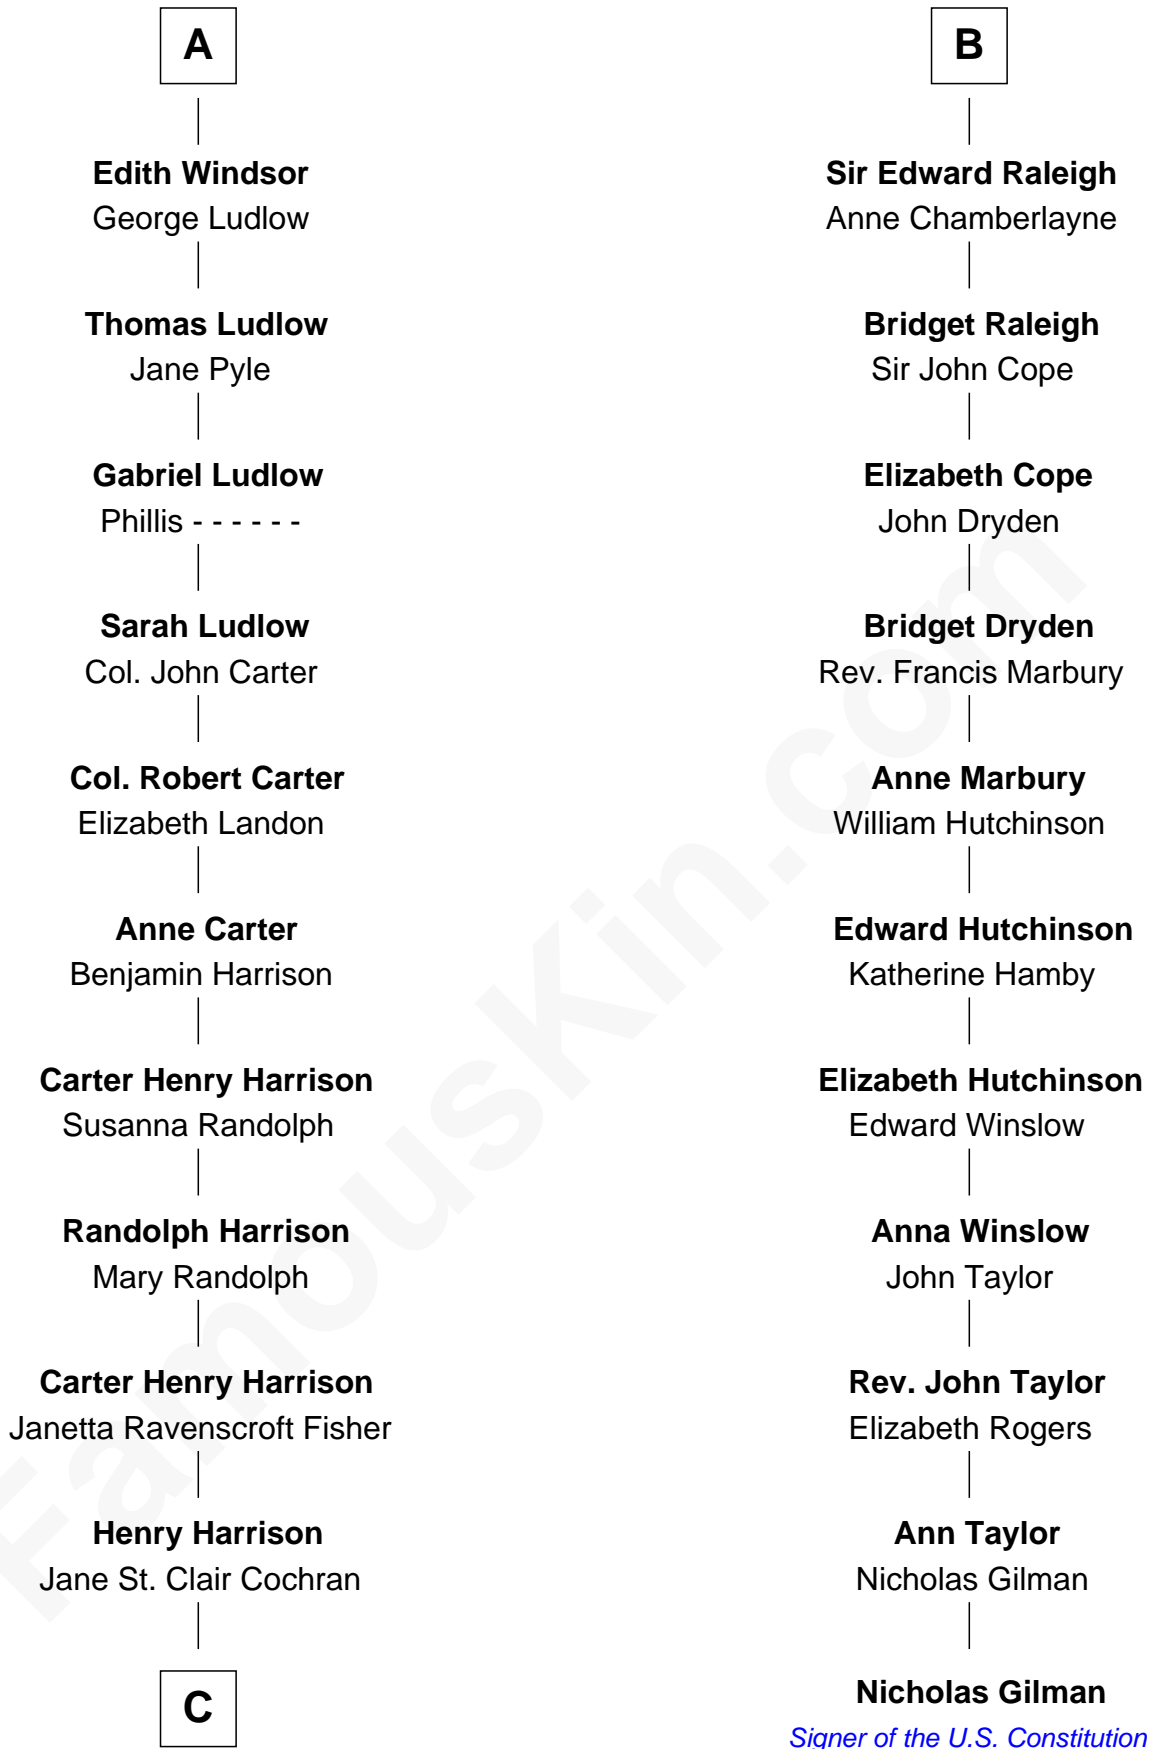 A
Edith Windsor
George Ludlow
Thomas Ludlow
Jane Pyle
Gabriel Ludlow
Phillis - - - - - -
Sarah Ludlow
Col. John Carter
Col. Robert Carter
Elizabeth Landon
Anne Carter
Benjamin Harrison
Carter Henry Harrison
Susanna Randolph
Randolph Harrison
Mary Randolph
Carter Henry Harrison
Janetta Ravenscroft Fisher
Henry Harrison
Jane St. Clair Cochran
C
B
Sir Edward Raleigh
Anne Chamberlayne
Bridget Raleigh
Sir John Cope
Elizabeth Cope
John Dryden
Bridget Dryden
Rev. Francis Marbury
Anne Marbury
William Hutchinson
Edward Hutchinson
Katherine Hamby
Elizabeth Hutchinson
Edward Winslow
Anna Winslow
John Taylor
Rev. John Taylor
Elizabeth Rogers
Ann Taylor
Nicholas Gilman
Nicholas Gilman
Signer of the U.S. Constitution
FamousKin.com